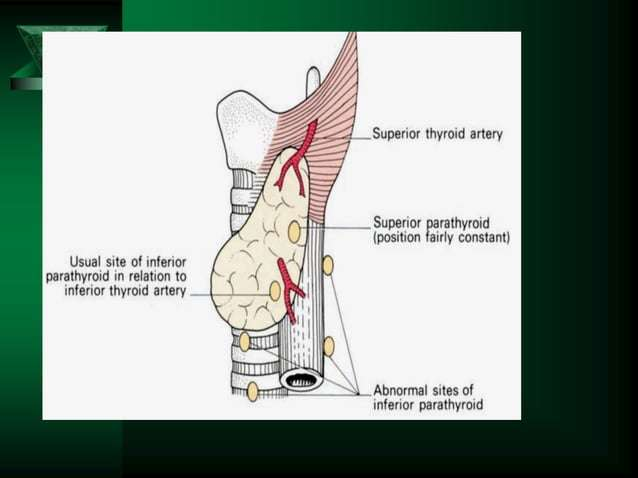 Superior thyroid artery
Superior parathyroid
(position fairly constant)
Usual site of inferior
parathyroid in relation to
inferior thyroid artery
Abnormal sites of
inferior parathyroid